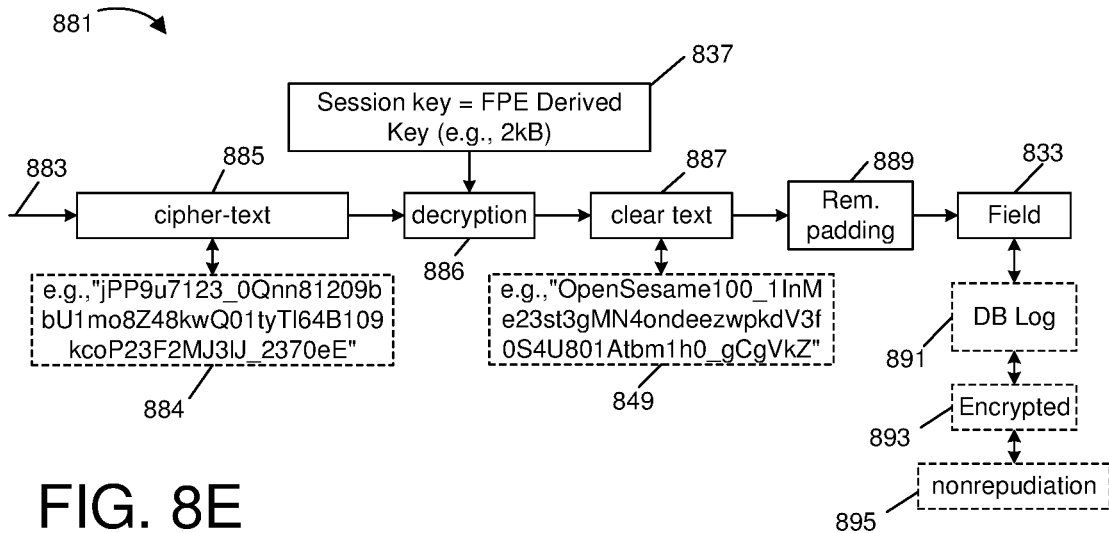 881
837
Session key = FPE Derived
Key (e.g., 2kB)
883
885
887
889
833
cipher-text
decryption
clear text
Rem.
padding
Field
886
e.g.,"jPP9u7123_0Qnn81209b
bU1mo8Z48kwQ01tyTl64B109
kcoP23F2MJ3lJ_2370eE"
e.g.,"OpenSesame100_1InM
e23st3gMN4ondeezwpkdV3f
0S4U801Atbm1h0_gCgVkZ"
DB Log
891
884
849
Encrypted
893
nonrepudiation
895
FIG. 8E